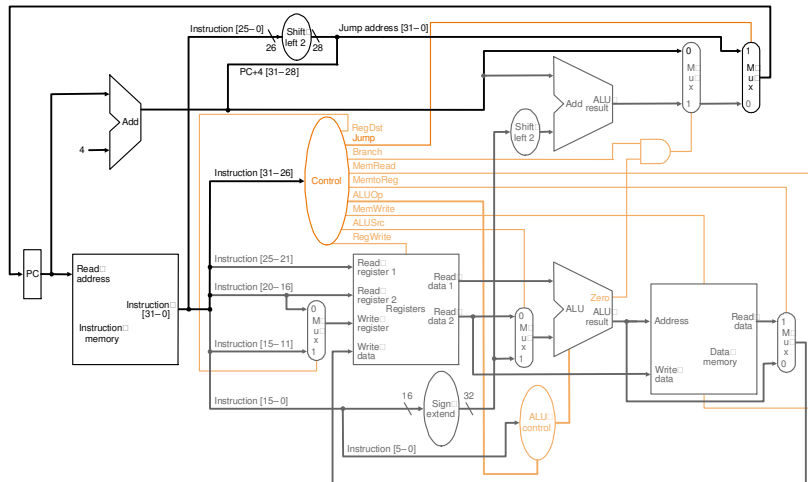 Instruction [25–0]
26
Shift
left 2
28
Jump address [31–0]
PC+4 [31–28]
Add
4
0
M
u
x
1
1
M
u
x
0
Add
ALU
result
Shift
left 2
RegDst
Jump
Branch
MemRead
MemtoReg
ALUOp
MemWrite
ALUSrc
RegWrite
Control
Instruction [31–26]
PC
Read
address
Instruction
[31–0]
Instruction
memory
Instruction [25–21]
Instruction [20–16]
Instruction [15–11]
Instruction [15–0]
Instruction [5–0]
0
M
u
x
1
Read
register 1
Read
register 2
Write
register
Write
data
Registers
Read
data 1
Read
data 2
0
M
u
x
1
Zero
ALU
ALU
result
Address
Write
data
Read
data
Data
memory
1
M
u
x
0
16
Sign
extend
32
ALU
control